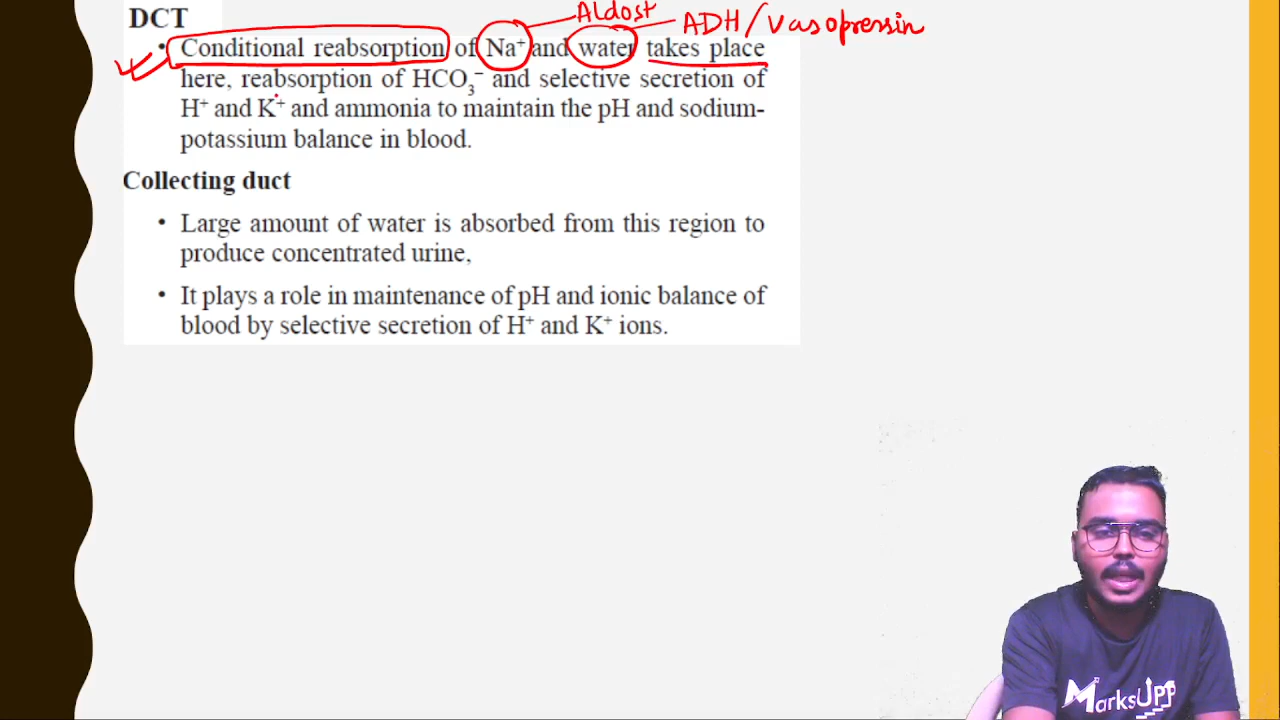 DCT
Aldost
ADH/Vasopressin
• Conditional reabsorption of Na⁺ and water takes place
here, reabsorption of HCO₃⁻ and selective secretion of
H⁺ and K⁺ and ammonia to maintain the pH and sodium-
potassium balance in blood.
Collecting duct
• Large amount of water is absorbed from this region to
produce concentrated urine,
• It plays a role in maintenance of pH and ionic balance of
blood by selective secretion of H⁺ and K⁺ ions.
MarksUpp